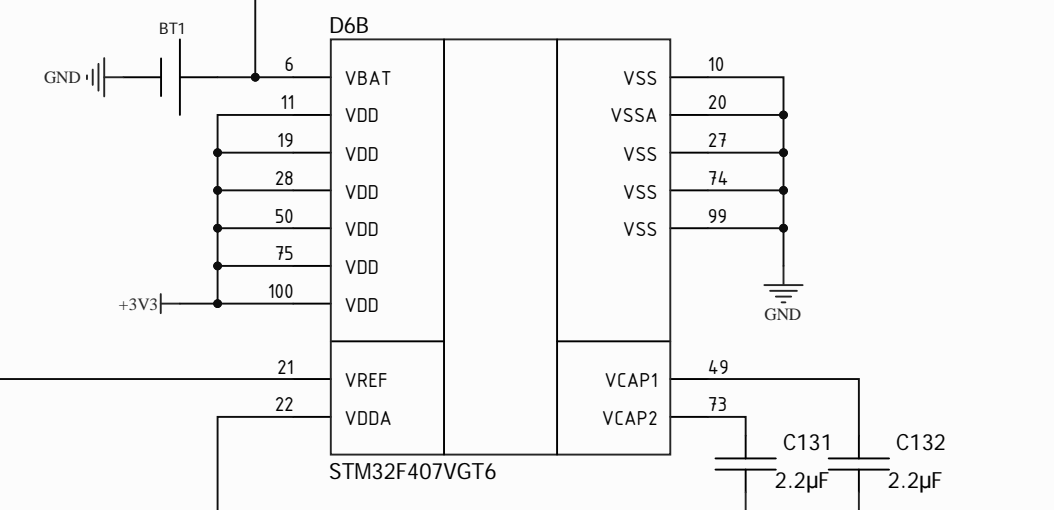 D6B
BT1
GND
6 VBAT VSS 10
11 VDD VSSA 20
19 VDD VSS 27
28 VDD VSS 74
50 VDD VSS 99
75 VDD
+3V3 100 VDD
GND
21 VREF VCAP1 49
22 VDDA VCAP2 73
C131 C132
2.2µF 2.2µF
STM32F407VGT6